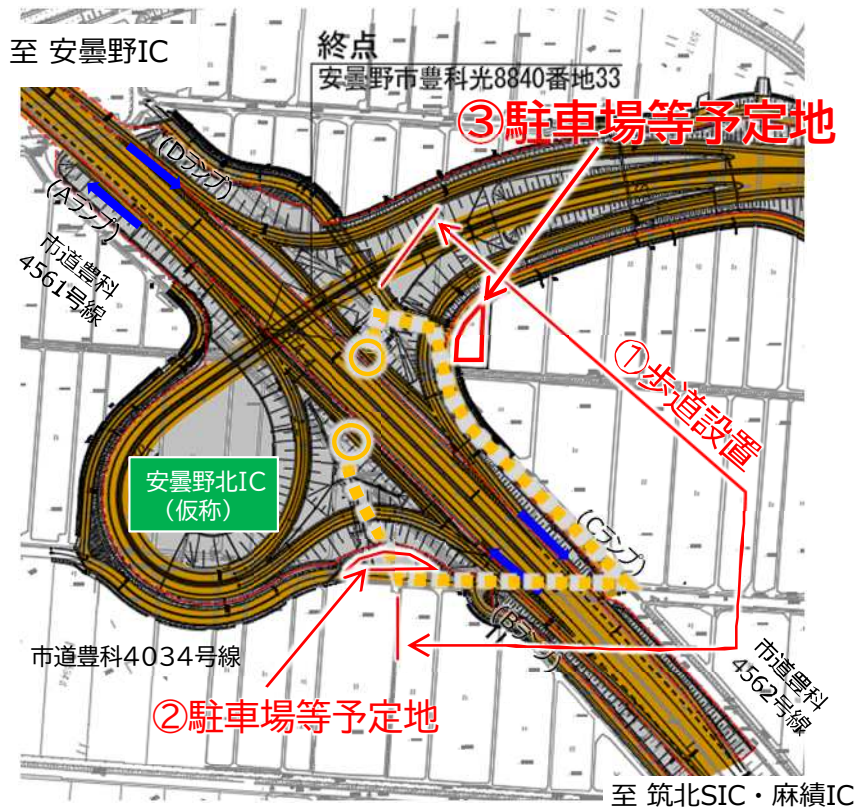 至 安曇野IC
終点
安曇野市豊科光8840番地33
③駐車場等予定地
(Dランプ)
(Aランプ)
市道豊科
4561号線
①歩道設置
安曇野北IC
(仮称)
(Cランプ)
(Bランプ)
市道豊科4034号線
市道豊科
4562号線
②駐車場等予定地
至 筑北SIC・麻績IC